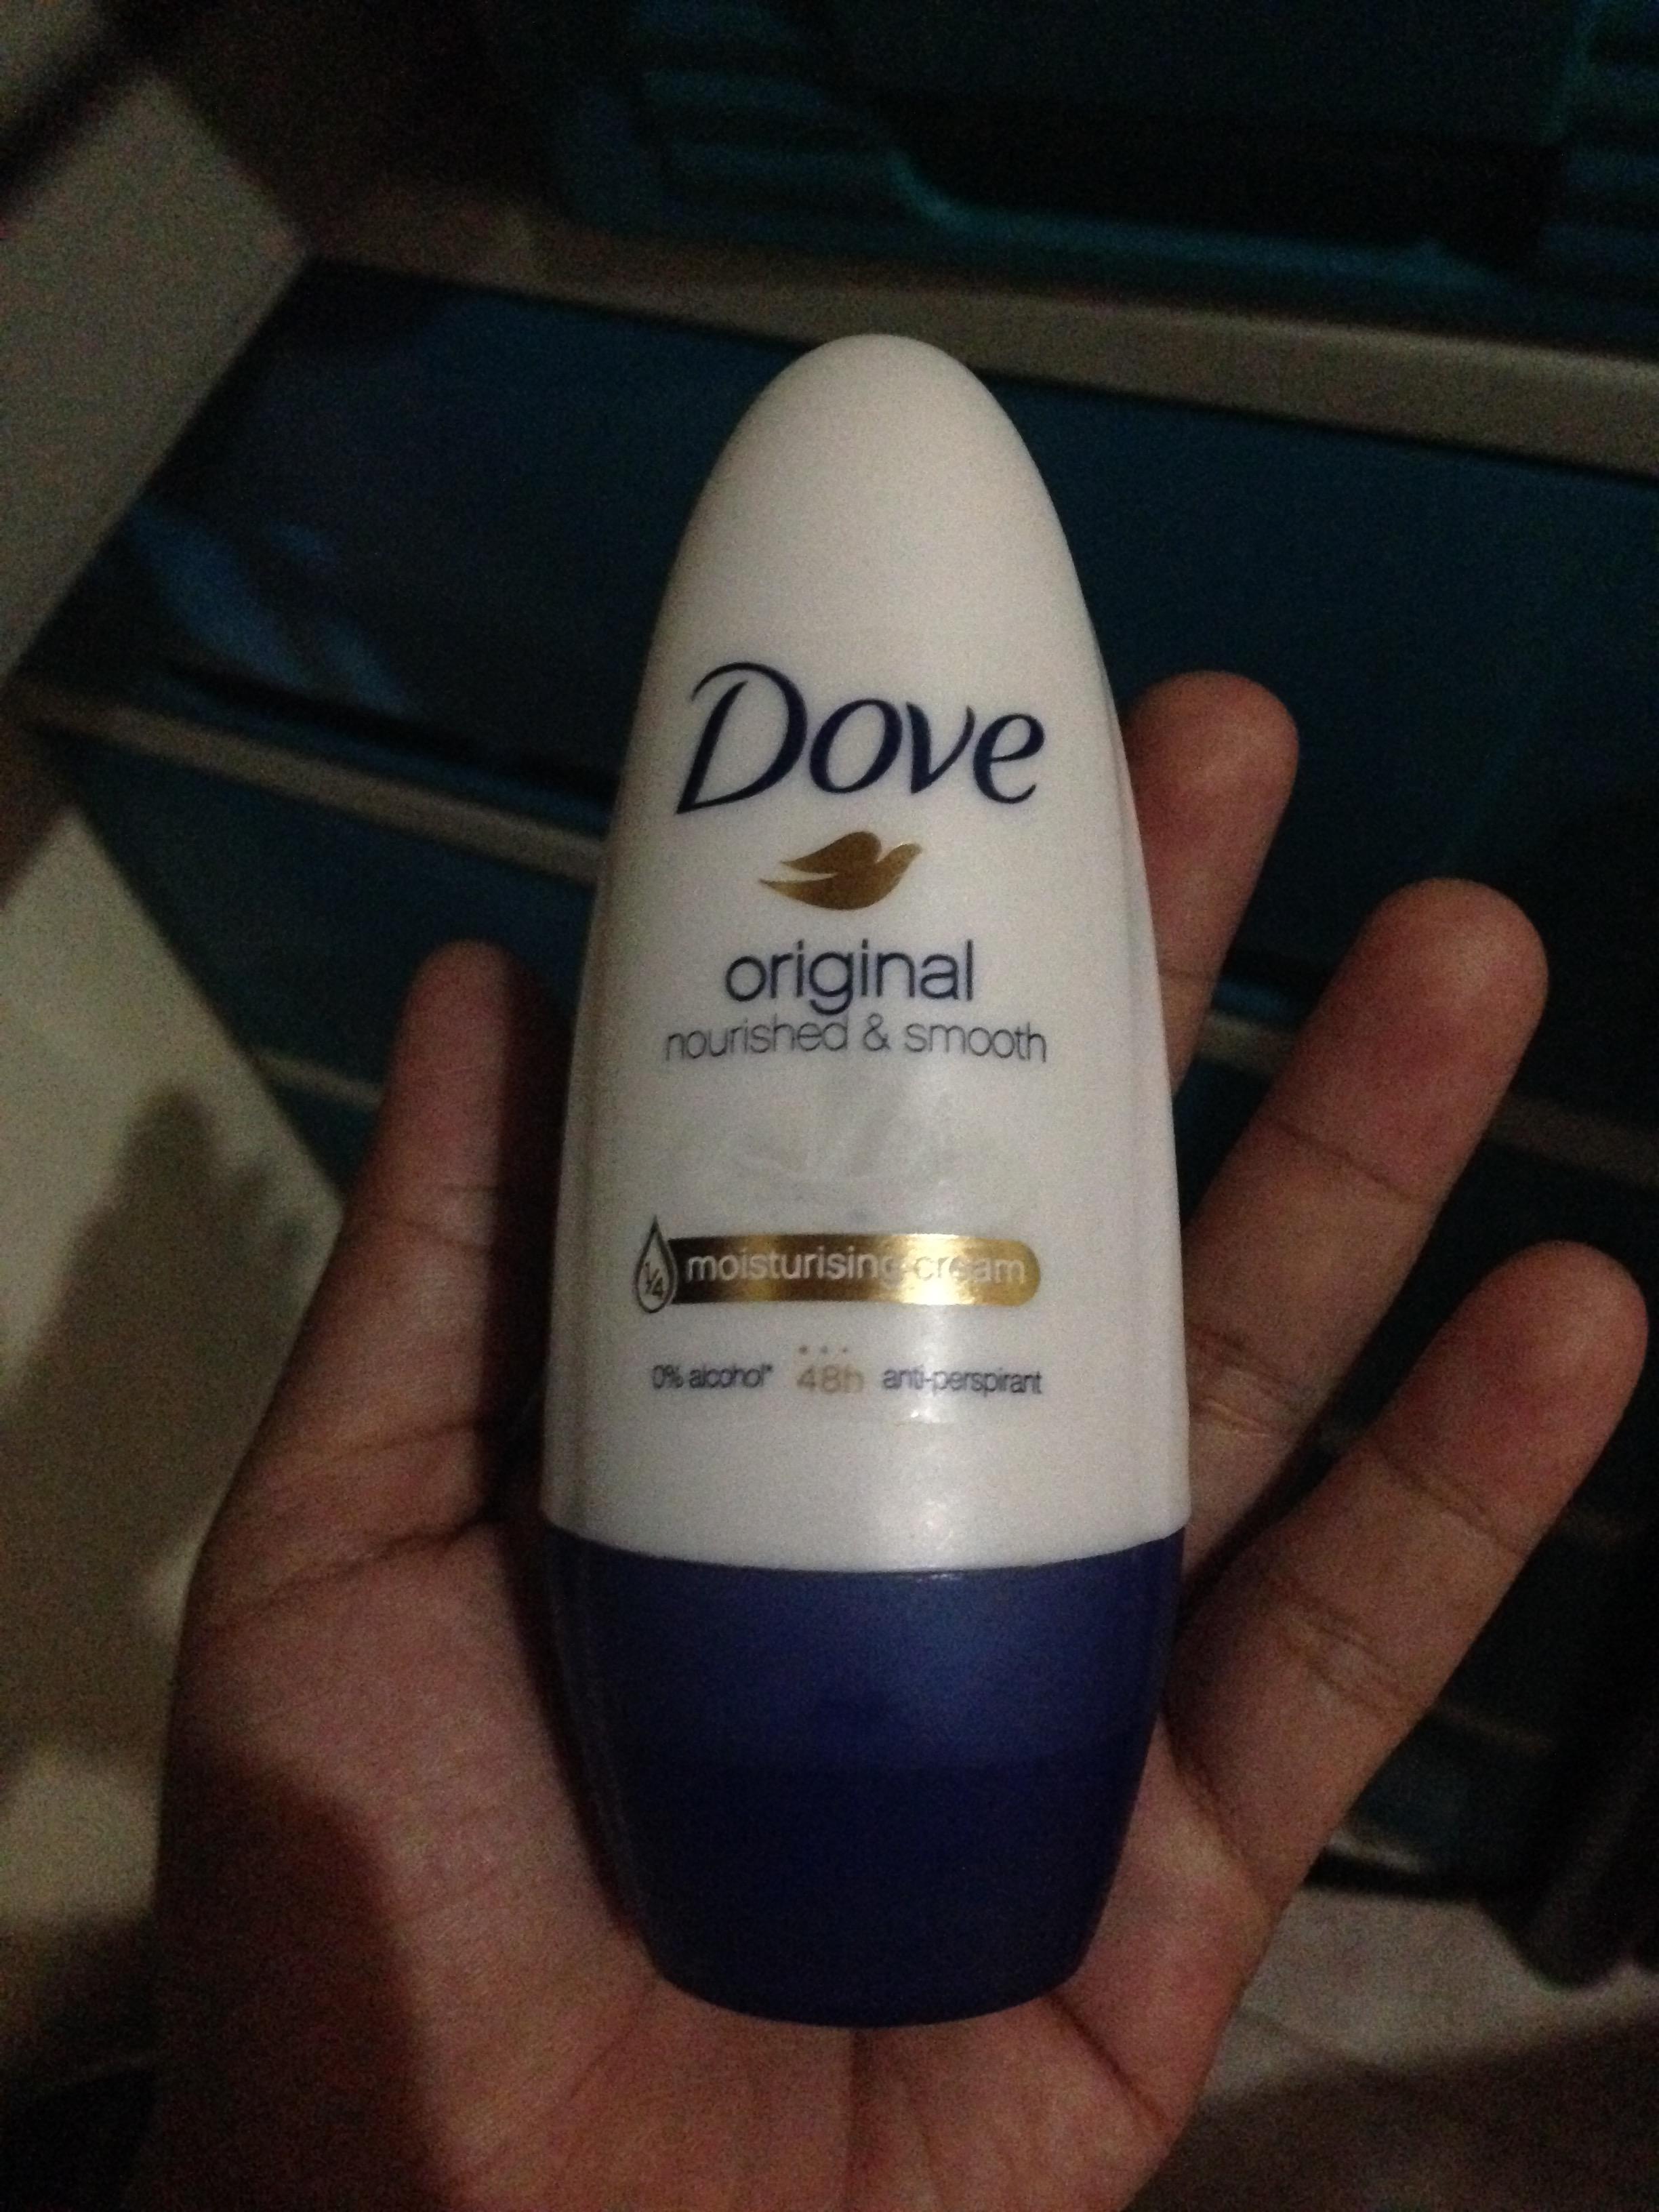 Dove
original
nourished & smooth
1/4 moisturising cream
0% alcohol* 48h anti-perspirant